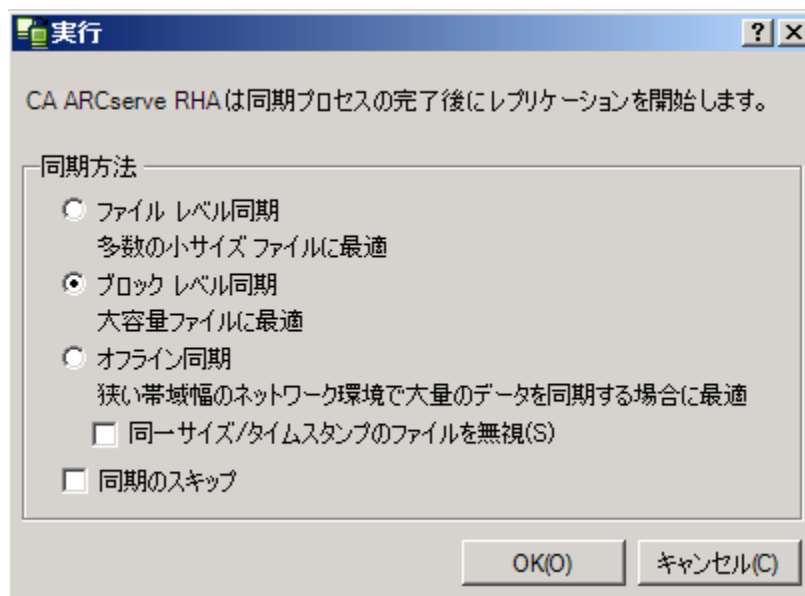 実行
CA ARCserve RHAは同期プロセスの完了後にレプリケーションを開始します。
同期方法
ファイル レベル同期
多数の小サイズ ファイルに最適
ブロック レベル同期
大容量ファイルに最適
オフライン同期
狭い帯域幅のネットワーク環境で大量のデータを同期する場合に最適
同一サイズ/タイムスタンプのファイルを無視(S)
同期のスキップ
OK(O) キャンセル(C)